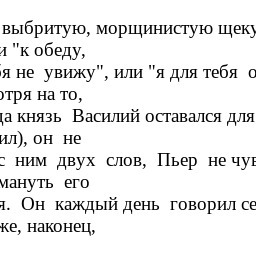 выбритую, морщинистую щеку
и "к обеду,
я не увижу", или "я для тебя о
отря на то,
да князь Василий оставался для
ил), он не
с ним двух слов, Пьер не чув
мануть его
я. Он каждый день говорил се
же, наконец,